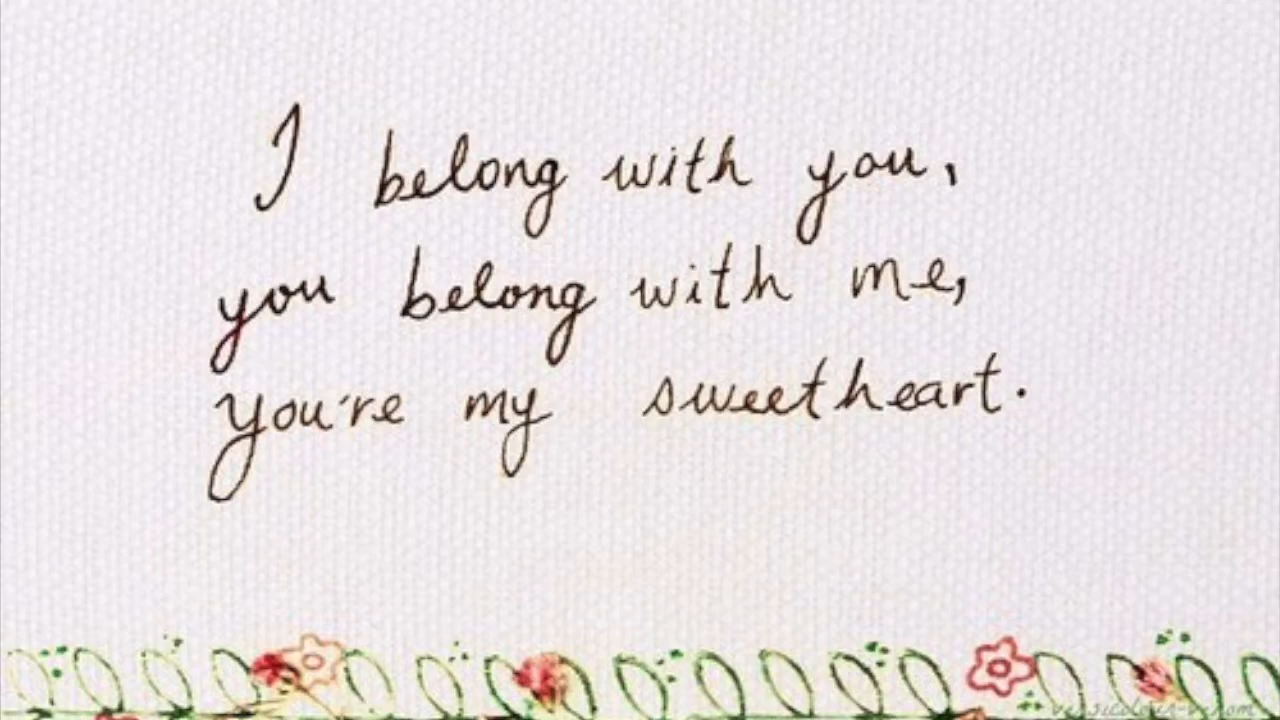 I belong with you,
you belong with me,
you're my sweetheart.